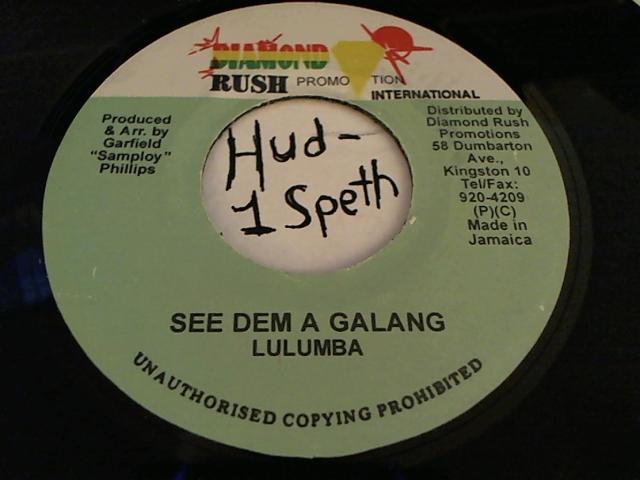 DIAMOND
RUSH PROMOTION
INTERNATIONAL
Produced
& Arr. by
Garfield
"Samploy"
Phillips
Distributed by
Diamond Rush
Promotions
58 Dumbarton
Ave.,
Kingston 10
Tel/Fax:
920-4209
(P)(C)
Made in
Jamaica
Hud-
1 Speth
SEE DEM A GALANG
LULUMBA
UNAUTHORISED COPYING PROHIBITED